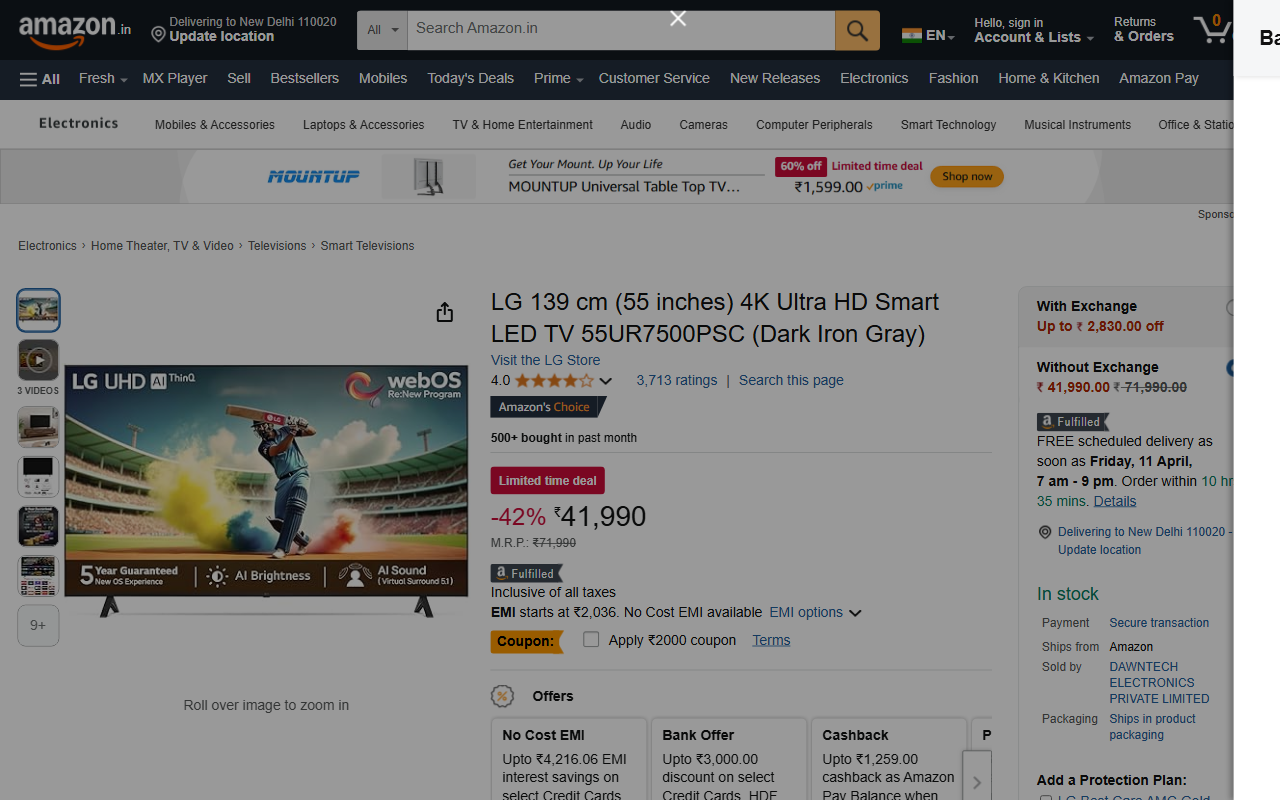 amazon.in
Delivering to New Delhi 110020
Update location
All
Search Amazon.in
EN
Hello, sign in
Account & Lists
Returns
& Orders
0
All
Fresh
MX Player
Sell
Bestsellers
Mobiles
Today's Deals
Prime
Customer Service
New Releases
Electronics
Fashion
Home & Kitchen
Amazon Pay
Electronics
Mobiles & Accessories
Laptops & Accessories
TV & Home Entertainment
Audio
Cameras
Computer Peripherals
Smart Technology
Musical Instruments
Office & Statio
MOUNTUP
Get Your Mount. Up Your Life
MOUNTUP Universal Table Top TV…
60% off Limited time deal
₹1,599.00 prime
Shop now
Sponso
Electronics › Home Theater, TV & Video › Televisions › Smart Televisions
3 VIDEOS
9+
LG UHD AI ThinQ
webOS
Re:New Program
LG
5 Year Guaranteed
New OS Experience
AI Brightness
AI Sound
(Virtual Surround 5.1)
Roll over image to zoom in
LG 139 cm (55 inches) 4K Ultra HD Smart
LED TV 55UR7500PSC (Dark Iron Gray)
Visit the LG Store
4.0
3,713 ratings | Search this page
Amazon's Choice
500+ bought in past month
Limited time deal
-42% ₹41,990
M.R.P.: ₹71,990
a Fulfilled
Inclusive of all taxes
EMI starts at ₹2,036. No Cost EMI available EMI options
Coupon:
Apply ₹2000 coupon Terms
Offers
No Cost EMI
Upto ₹4,216.06 EMI
interest savings on
select Credit Cards
Bank Offer
Upto ₹3,000.00
discount on select
Credit Cards, HDF
Cashback
Upto ₹1,259.00
cashback as Amazon
Pay Balance when
P
With Exchange
Up to ₹ 2,830.00 off
Without Exchange
₹ 41,990.00 ₹ 71,990.00
a Fulfilled
FREE scheduled delivery as
soon as Friday, 11 April,
7 am - 9 pm. Order within 10 hr
35 mins. Details
Delivering to New Delhi 110020 -
Update location
In stock
Payment Secure transaction
Ships from Amazon
Sold by DAWNTECH
ELECTRONICS
PRIVATE LIMITED
Packaging Ships in product
packaging
Add a Protection Plan:
LG Best Care AMC Gold
Ba